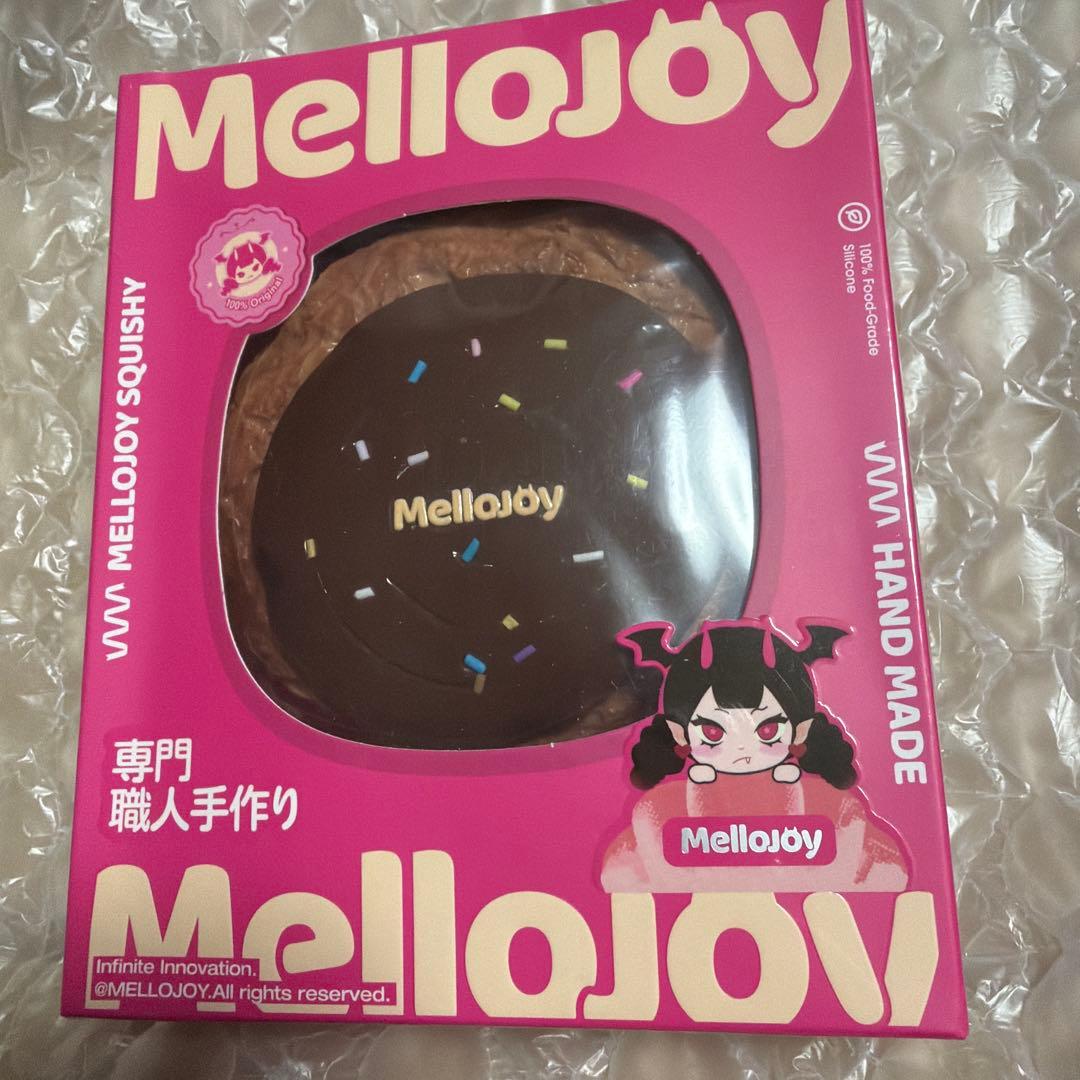 Mellojoy
100% Original
100% Food-Grade
Silicone
MELLOJOY SQUISHY
Mellojoy
HAND MADE
専門
職人手作り
Mellojoy
Mellojoy
Infinite Innovation.
@MELLOJOY.All rights reserved.